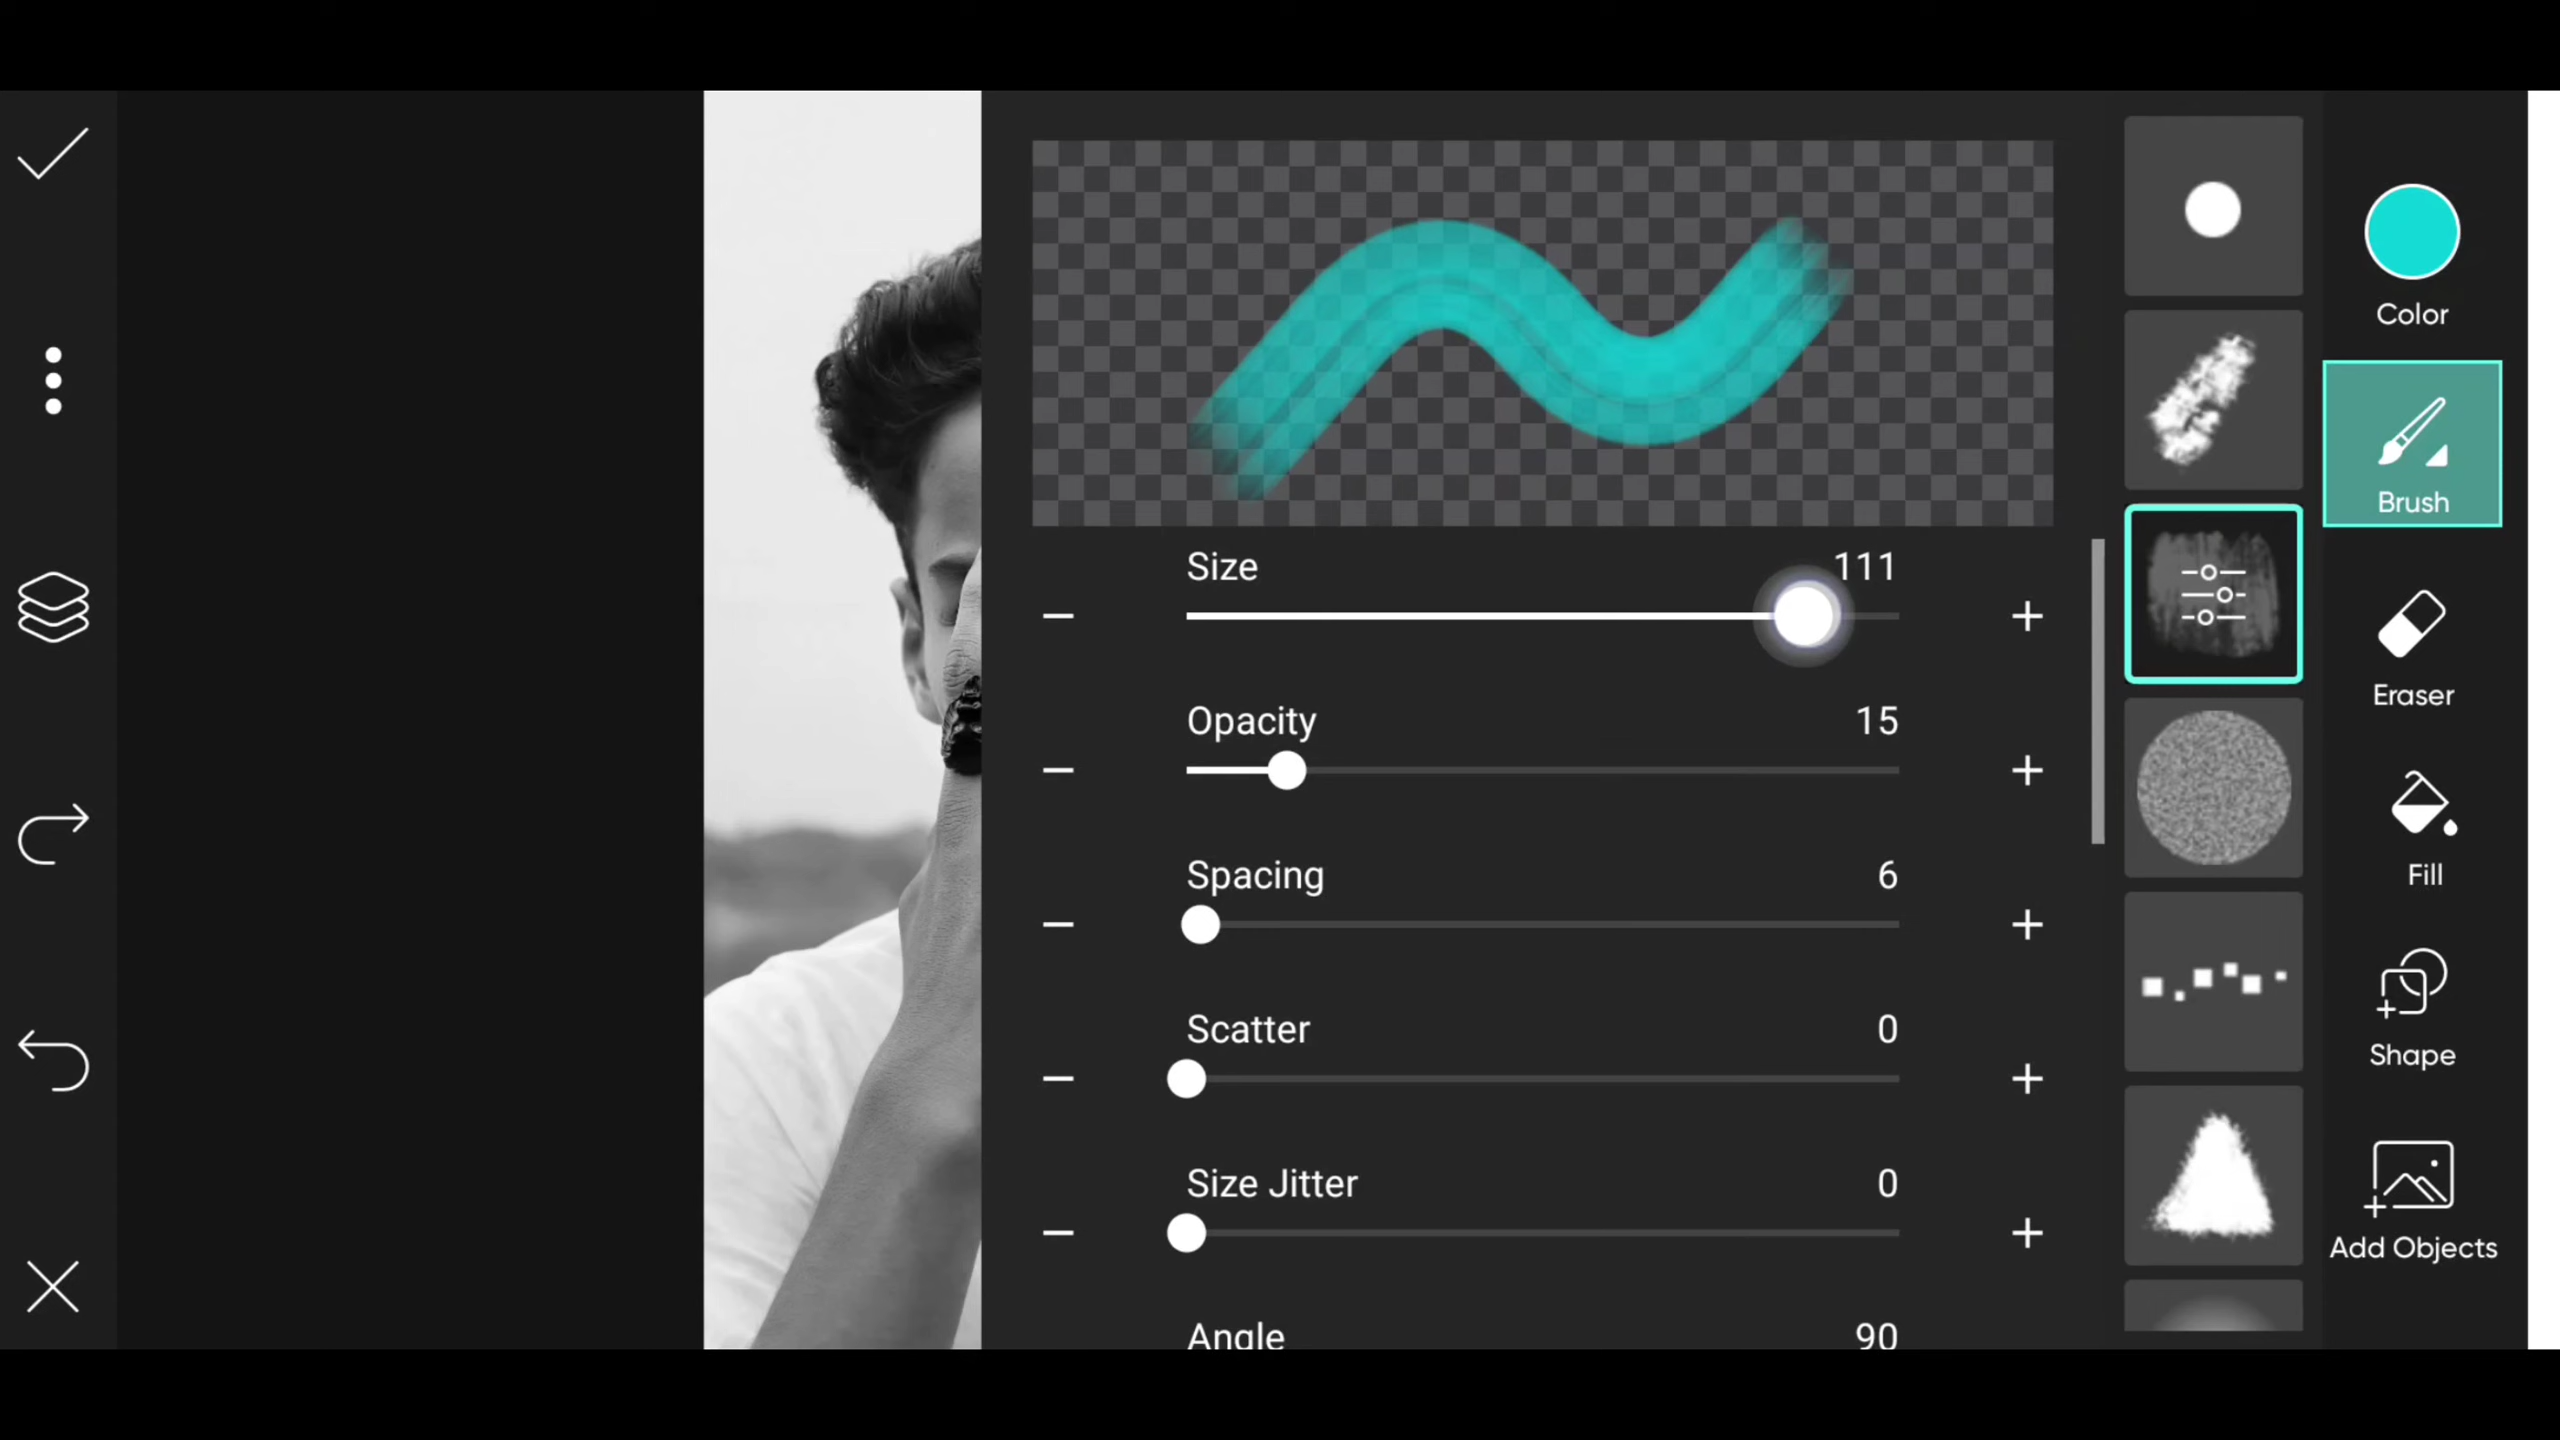 Size 111
Opacity 15
Spacing 6
Scatter 0
Size Jitter 0
Angle 90
Color
Brush
Eraser
Fill
Shape
Add Objects